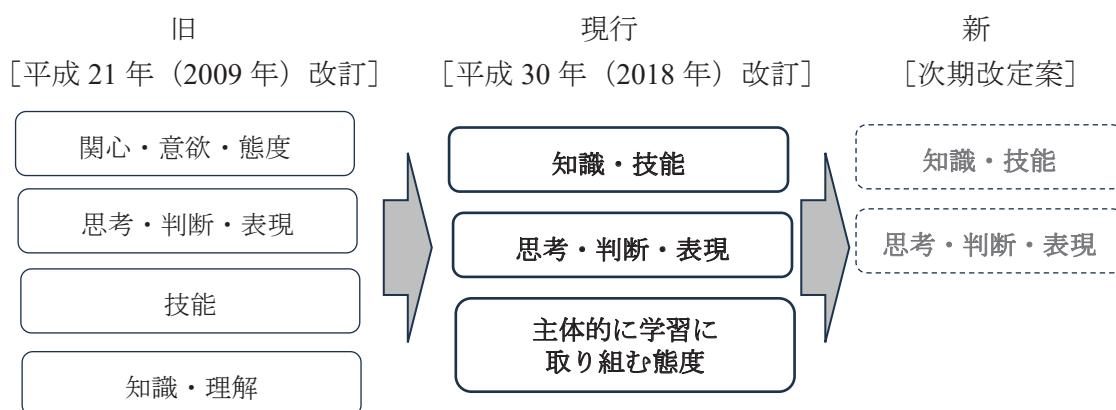 旧
［平成 21 年（2009 年）改訂］
関心・意欲・態度
思考・判断・表現
技能
知識・理解
現行
［平成 30 年（2018 年）改訂］
知識・技能
思考・判断・表現
主体的に学習に
取り組む態度
新
［次期改定案］
知識・技能
思考・判断・表現